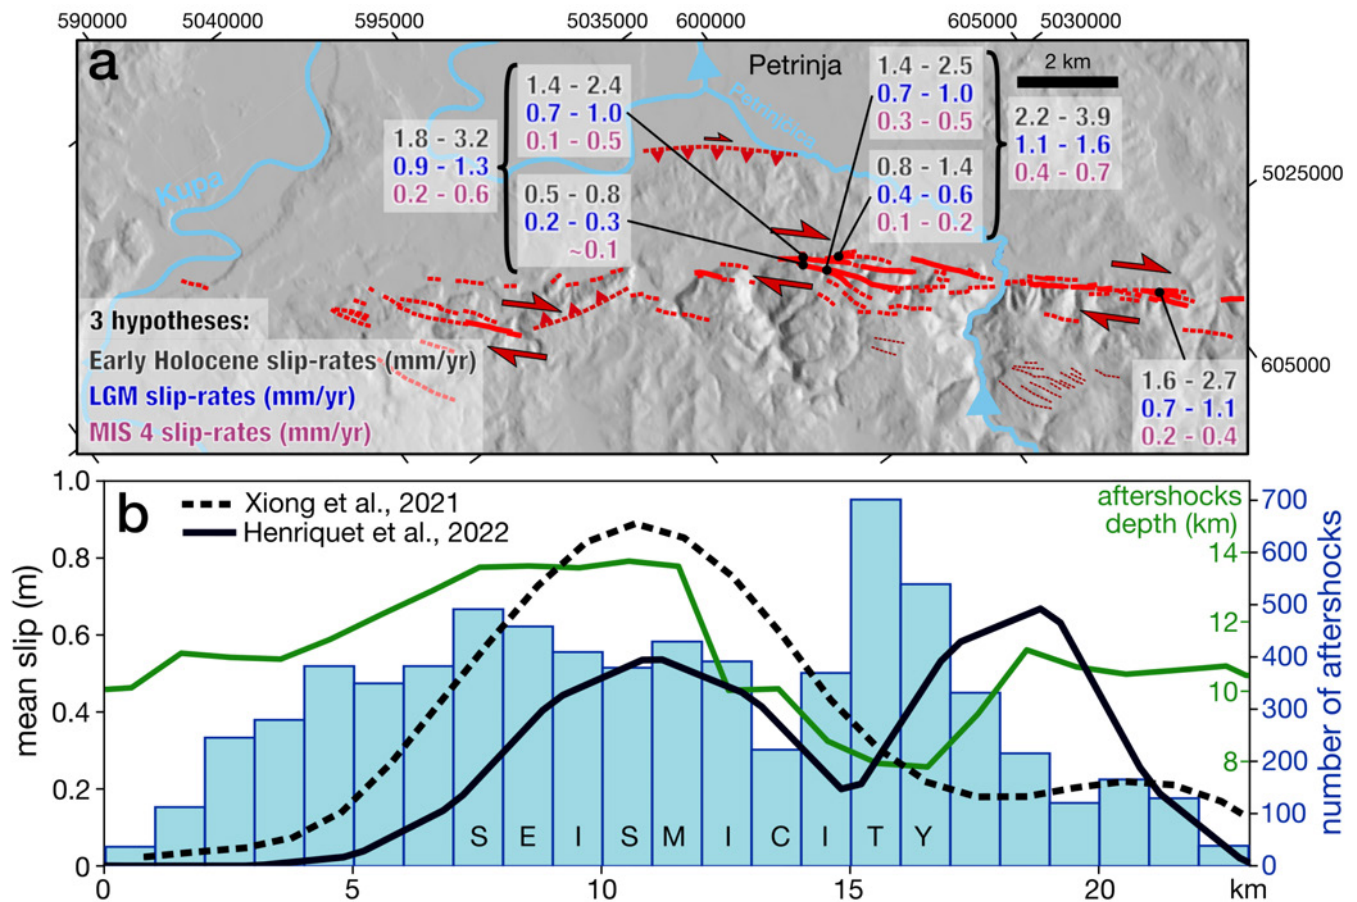 590000 5040000 595000 5035000 600000 605000 5030000
a
Petrinja
2 km
Kupa
Petrinjčica
1.8 - 3.2
0.9 - 1.3
0.2 - 0.6
1.4 - 2.4
0.7 - 1.0
0.1 - 0.5
0.5 - 0.8
0.2 - 0.3
~0.1
1.4 - 2.5
0.7 - 1.0
0.3 - 0.5
0.8 - 1.4
0.4 - 0.6
0.1 - 0.2
2.2 - 3.9
1.1 - 1.6
0.4 - 0.7
5025000
605000
1.6 - 2.7
0.7 - 1.1
0.2 - 0.4
3 hypotheses:
Early Holocene slip-rates (mm/yr)
LGM slip-rates (mm/yr)
MIS 4 slip-rates (mm/yr)
b
Xiong et al., 2021
Henriquet et al., 2022
aftershocks
depth (km)
mean slip (m)
1.0
0.8
0.6
0.4
0.2
0
14
12
10
8
700
600
500
400
300
200
100
0
number of aftershocks
S E I S M I C I T Y
0 5 10 15 20 km